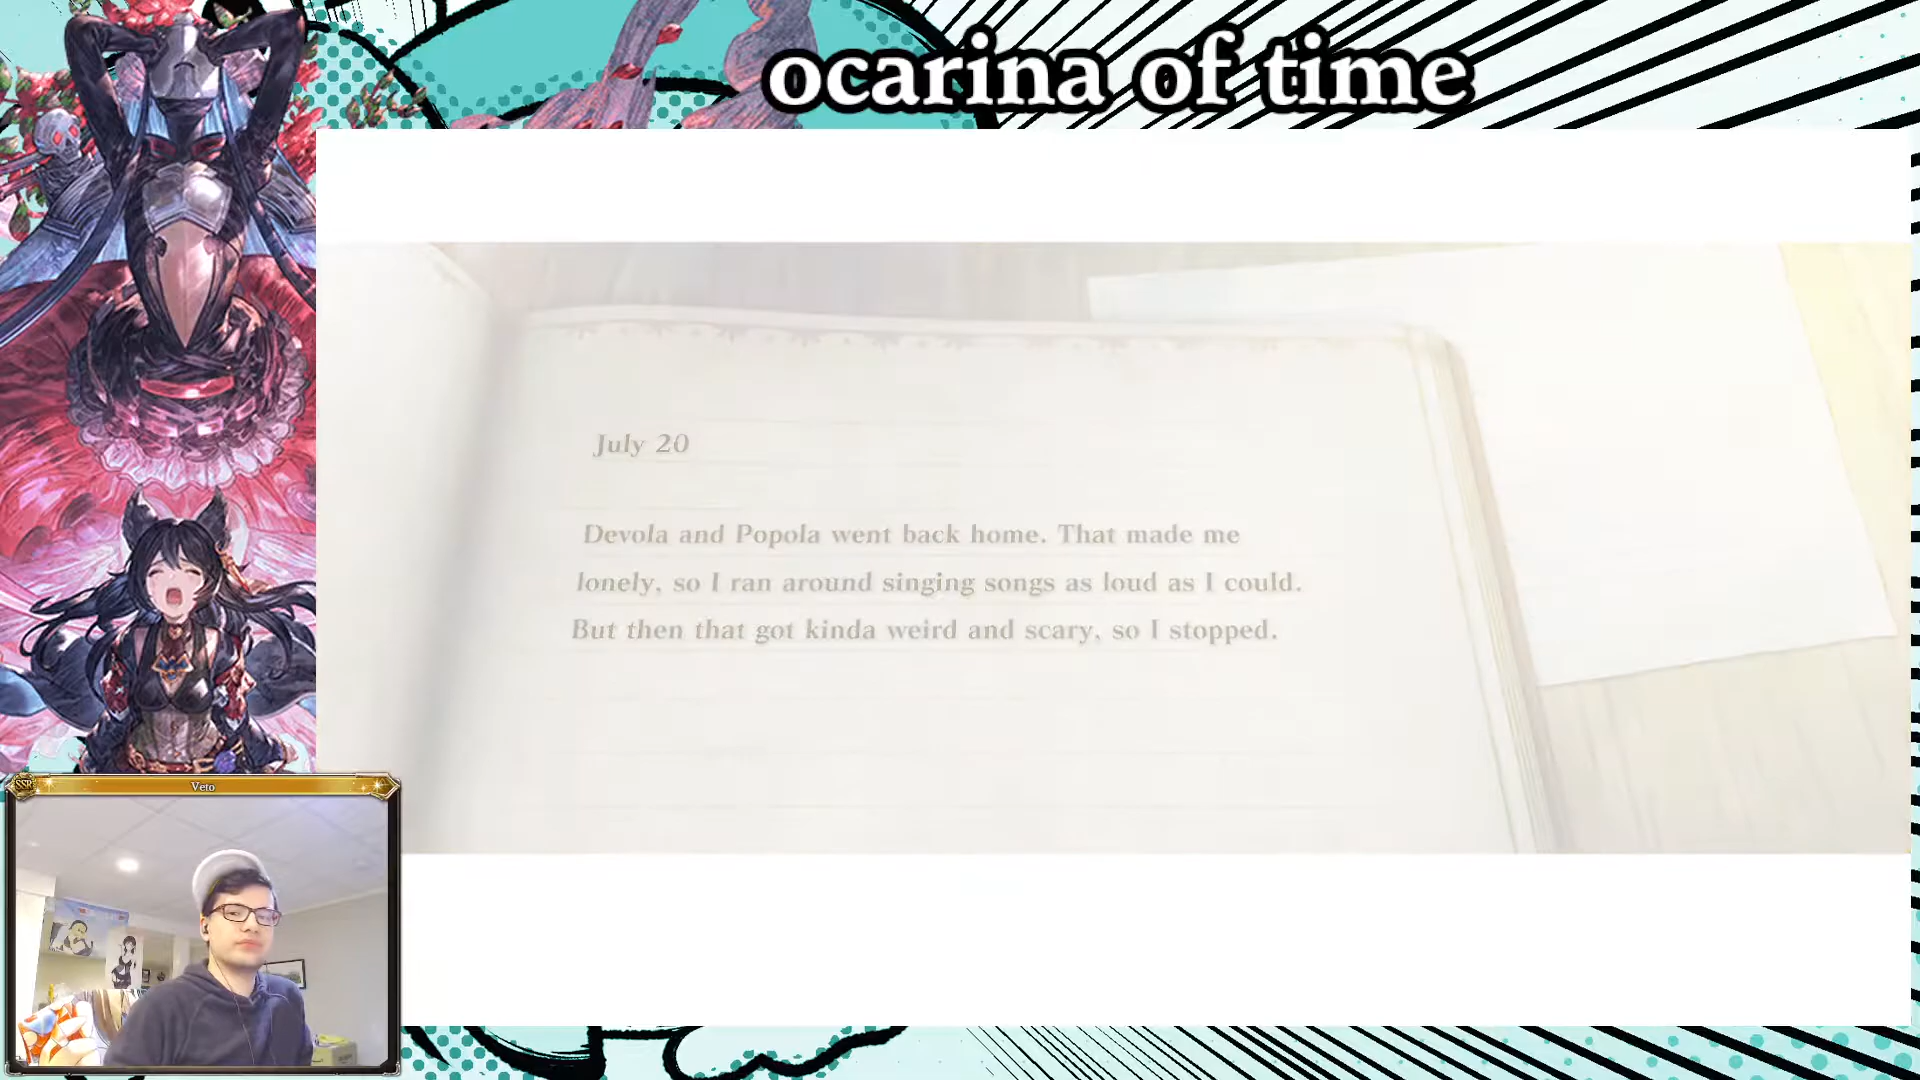 ocarina of time
July 20
Devola and Popola went back home. That made me
lonely, so I ran around singing songs as loud as I could.
But then that got kinda weird and scary, so I stopped.
SSR
Veto